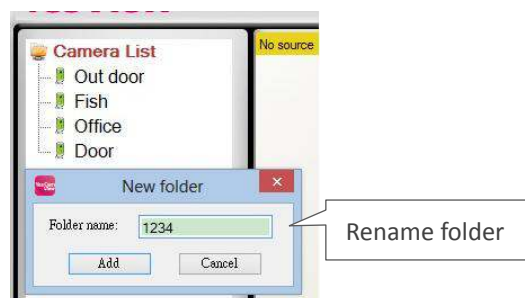 Camera List
No source
Out door
Fish
Office
Door
New folder
Folder name: 1234
Rename folder
Add Cancel